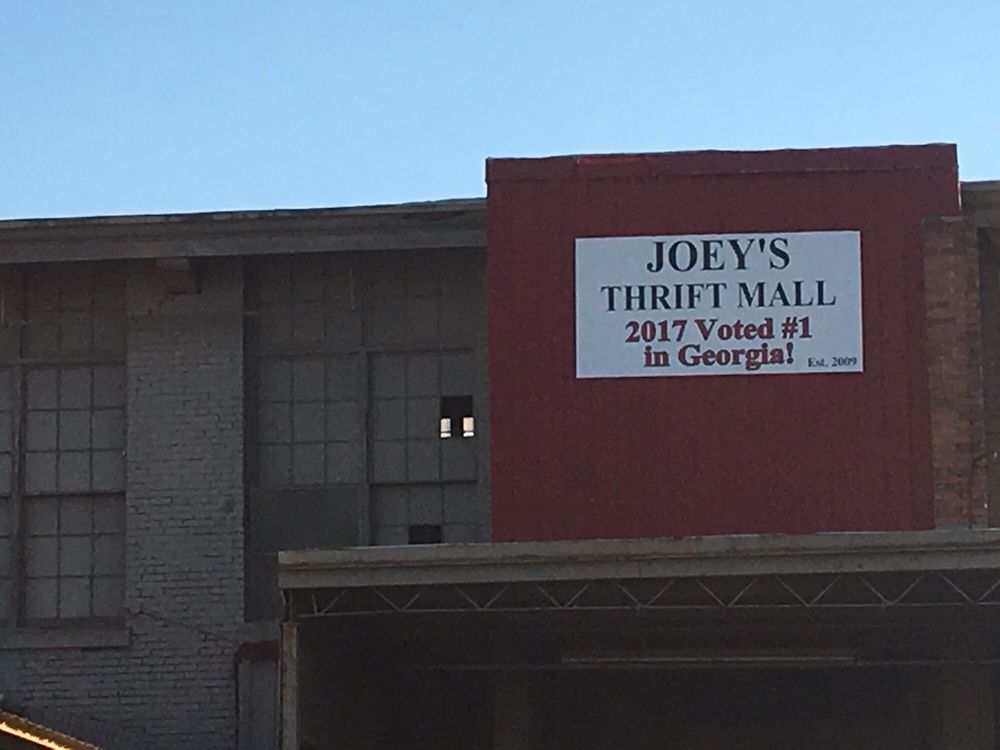 JOEY'S
THRIFT MALL
2017 Voted #1
in Georgia!
Est. 2009